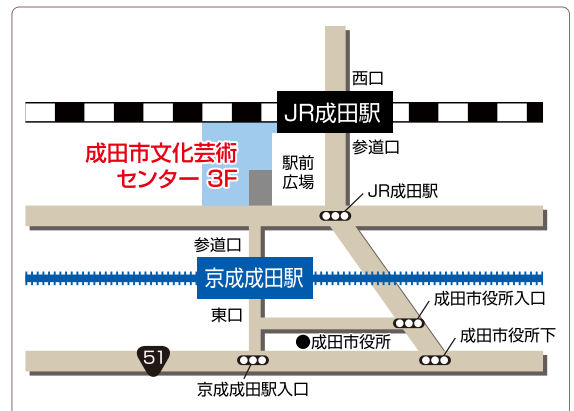 西口
JR成田駅
成田市文化芸術
センター 3F
駅前
広場
参道口
JR成田駅
参道口
京成成田駅
東口
成田市役所入口
成田市役所
成田市役所下
51
京成成田駅入口